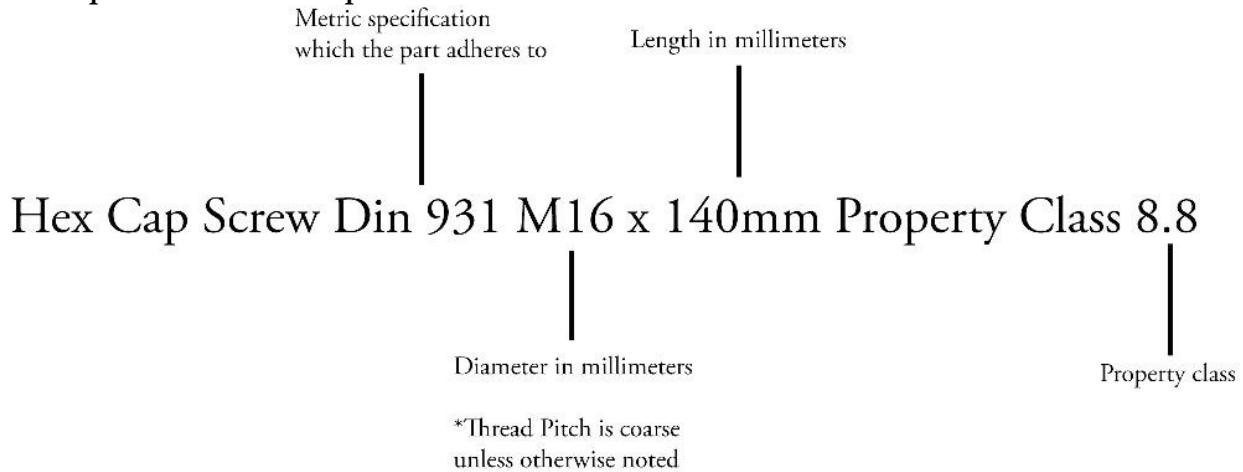 Metric specification
which the part adheres to
Length in millimeters
Hex Cap Screw Din 931 M16 x 140mm Property Class 8.8
Diameter in millimeters
Property class
*Thread Pitch is coarse
unless otherwise noted